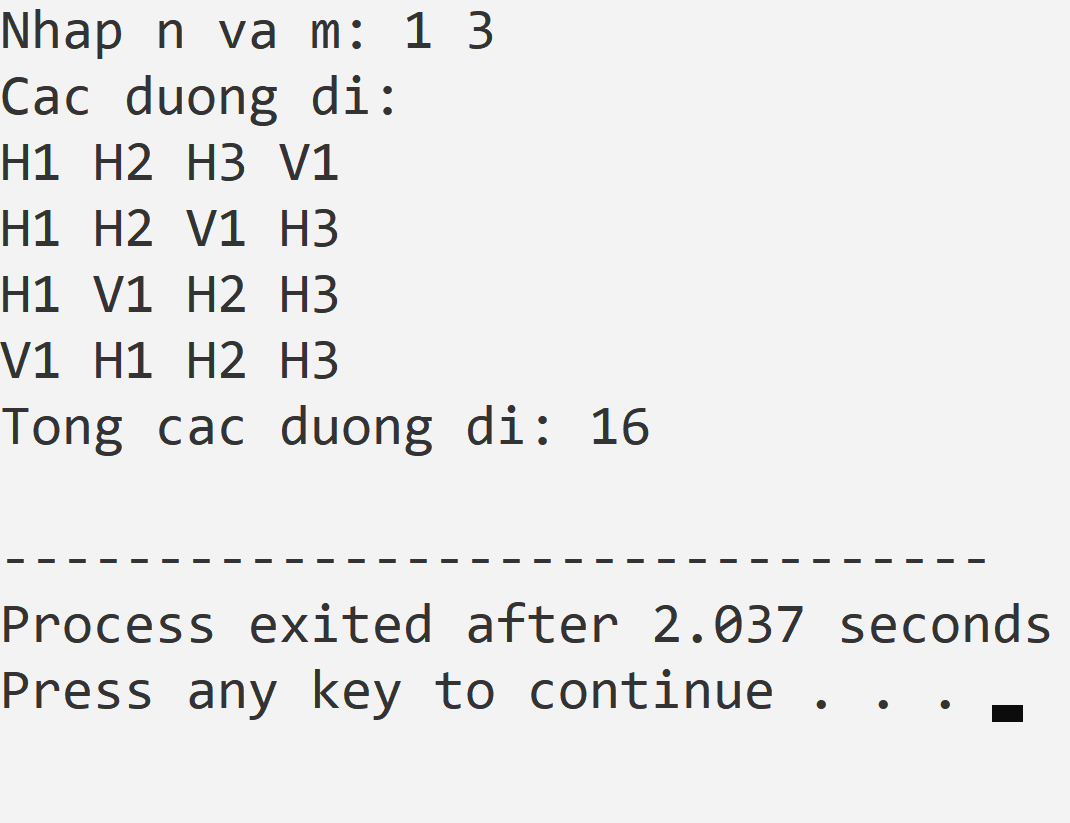 Nhap n va m: 1 3
Cac duong di:
H1 H2 H3 V1
H1 H2 V1 H3
H1 V1 H2 H3
V1 H1 H2 H3
Tong cac duong di: 16
--------------------------------
Process exited after 2.037 seconds
Press any key to continue . . .